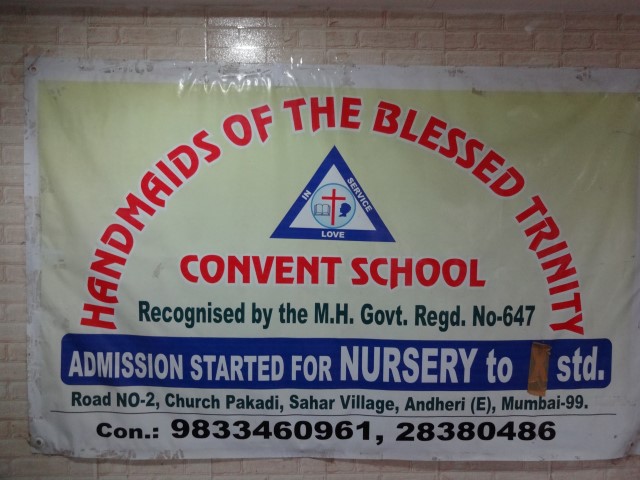 HANDMAIDS OF THE BLESSED TRINITY
IN
SERVICE
LOVE
CONVENT SCHOOL
Recognised by the M.H. Govt. Regd. No-647
ADMISSION STARTED FOR NURSERY to std.
Road NO-2, Church Pakadi, Sahar Village, Andheri (E), Mumbai-99.
Con.: 9833460961, 28380486